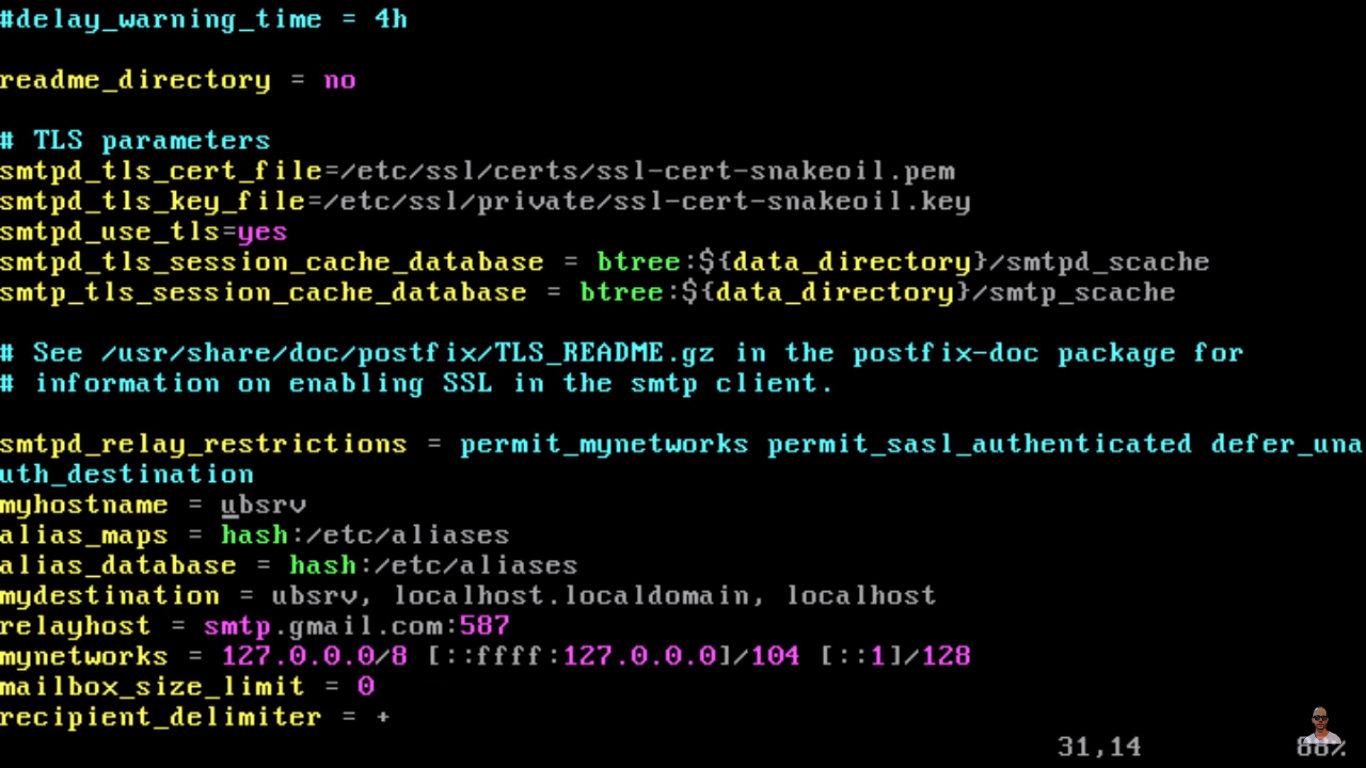 #delay_warning_time = 4h
readme_directory = no
# TLS parameters
smtpd_tls_cert_file=/etc/ssl/certs/ssl-cert-snakeoil.pem
smtpd_tls_key_file=/etc/ssl/private/ssl-cert-snakeoil.key
smtpd_use_tls=yes
smtpd_tls_session_cache_database = btree:${data_directory}/smtpd_scache
smtp_tls_session_cache_database = btree:${data_directory}/smtp_scache
# See /usr/share/doc/postfix/TLS_README.gz in the postfix-doc package for
# information on enabling SSL in the smtp client.
smtpd_relay_restrictions = permit_mynetworks permit_sasl_authenticated defer_una
uth_destination
myhostname = ubsrv
alias_maps = hash:/etc/aliases
alias_database = hash:/etc/aliases
mydestination = ubsrv, localhost.localdomain, localhost
relayhost = smtp.gmail.com:587
mynetworks = 127.0.0.0/8 [::ffff:127.0.0.0]/104 [::1]/128
mailbox_size_limit = 0
recipient_delimiter = +
31,14